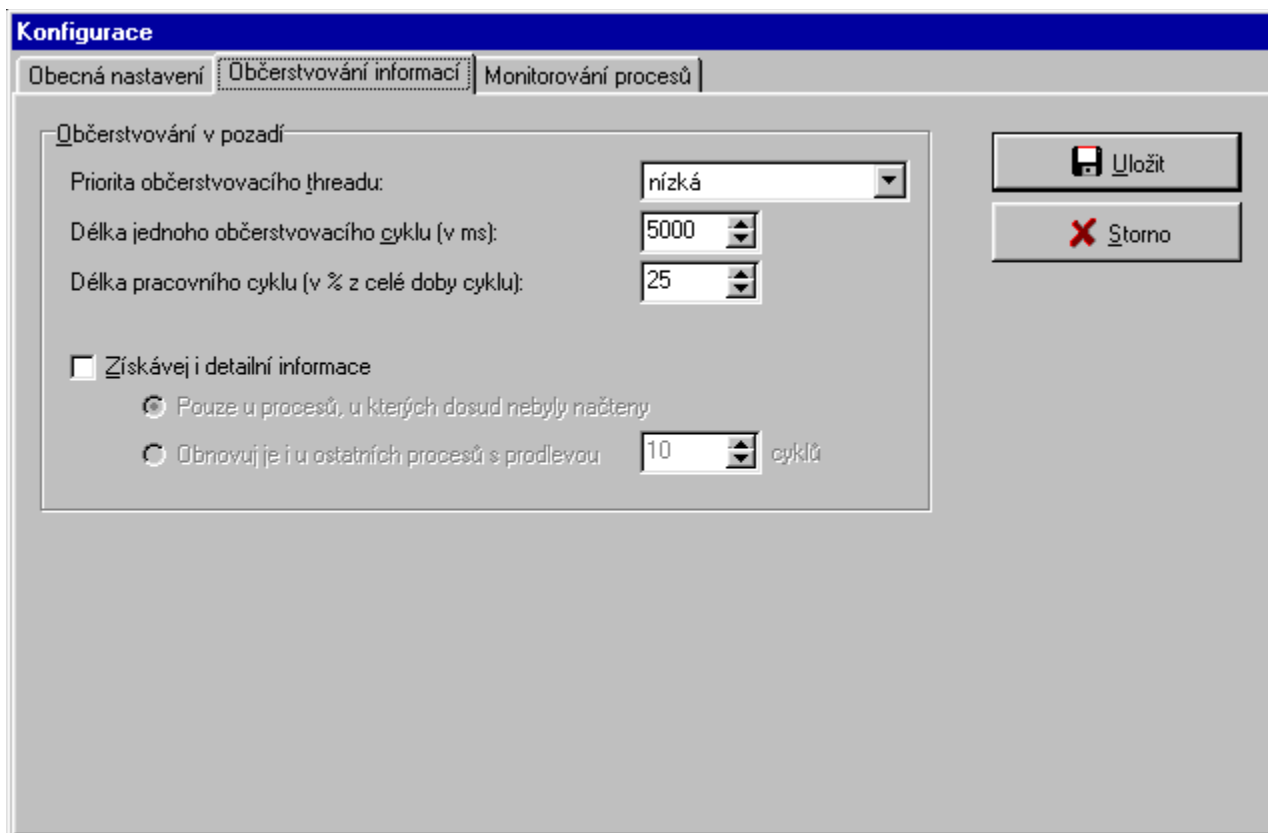 Konfigurace
Obecná nastavení Občerstvování informací Monitorování procesů
Občerstvování v pozadí
Priorita občerstvovacího threadu: nízká
Délka jednoho občerstvovacího cyklu (v ms): 5000
Délka pracovního cyklu (v % z celé doby cyklu): 25
Získávej i detailní informace
Pouze u procesů, u kterých dosud nebyly načteny
Obnovuj je i u ostatních procesů s prodlevou 10 cyklů
Uložit
Storno